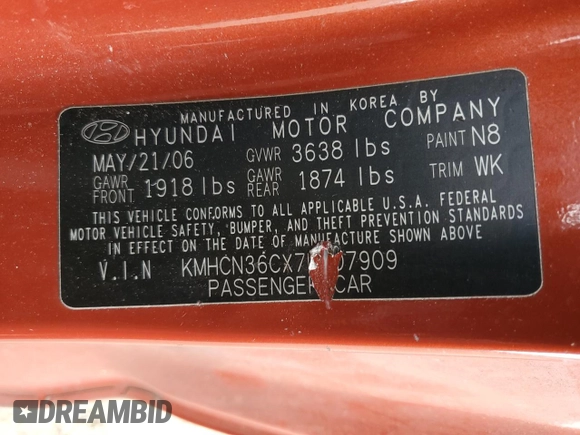 MANUFACTURED IN KOREA BY
HYUNDAI MOTOR COMPANY
MAY/21/06 GVWR 3638 lbs PAINT N8
GAWR FRONT 1918 lbs GAWR REAR 1874 lbs TRIM WK
THIS VEHICLE CONFORMS TO ALL APPLICABLE U.S.A. FEDERAL
MOTOR VEHICLE SAFETY, BUMPER, AND THEFT PREVENTION STANDARDS
IN EFFECT ON THE DATE OF MANUFACTURE SHOWN ABOVE
V.I.N
PASSENGER CAR
DREAMBID